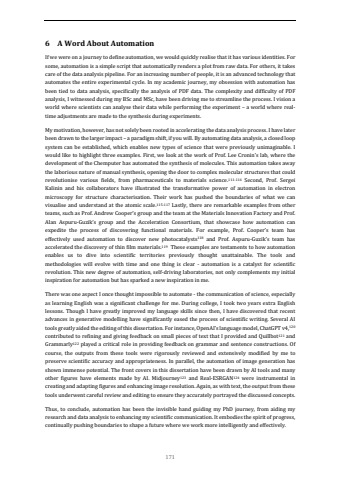 6 A Word About Automation
If we were on a journey to define automation, we would quickly realise that it has various identities. For
some, automation is a simple script that automatically renders a plot from raw data. For others, it takes
care of the data analysis pipeline. For an increasing number of people, it is an advanced technology that
automates the entire experimental cycle. In my academic journey, my obsession with automation has
been tied to data analysis, specifically the analysis of PDF data. The complexity and difficulty of PDF
analysis, I witnessed during my BSc and MSc, have been driving me to streamline the process. I vision a
world where scientists can analyse their data while performing the experiment – a world where real-
time adjustments are made to the synthesis during experiments.
My motivation, however, has not solely been rooted in accelerating the data analysis process. I have later
been drawn to the larger impact – a paradigm shift, if you will. By automating data analysis, a closed loop
system can be established, which enables new types of science that were previously unimaginable. I
would like to highlight three examples. First, we look at the work of Prof. Lee Cronin's lab, where the
development of the Chemputer has automated the synthesis of molecules. This automation takes away
the laborious nature of manual synthesis, opening the door to complex molecular structures that could
revolutionise various fields, from pharmaceuticals to materials science. Second, Prof. Sergei
Kalinin and his collaborators have illustrated the transformative power of automation in electron
microscopy for structure characterisation. Their work has pushed the boundaries of what we can
visualise and understand at the atomic scale. Lastly, there are remarkable examples from other
teams, such as Prof. Andrew Cooper's group and the team at the Materials Innovation Factory and Prof.
Alan Aspuru-Guzik's group and the Acceleration Consortium, that showcase how automation can
expedite the process of discovering functional materials. For example, Prof. Cooper's team has
effectively used automation to discover new photocatalysts and Prof. Aspuru-Guzik's team has
accelerated the discovery of thin film materials. These examples are testaments to how automation
enables us to dive into scientific territories previously thought unattainable. The tools and
methodologies will evolve with time and one thing is clear - automation is a catalyst for scientific
revolution. This new degree of automation, self-driving laboratories, not only complements my initial
inspiration for automation but has sparked a new inspiration in me.
There was one aspect I once thought impossible to automate - the communication of science, especially
as learning English was a significant challenge for me. During college, I took two years extra English
lessons. Though I have greatly improved my language skills since then, I have discovered that recent
advances in generative modelling have significantly eased the process of scientific writing. Several AI
tools greatly aided the editing of this dissertation. For instance, OpenAI's language model, ChatGPT v4,
contributed to refining and giving feedback on small pieces of text that I provided and Quillbot and
Grammarly played a critical role in providing feedback on grammar and sentence constructions. Of
course, the outputs from these tools were rigorously reviewed and extensively modified by me to
preserve scientific accuracy and appropriateness. In parallel, the automation of image generation has
shown immense potential. The front covers in this dissertation have been drawn by AI tools and many
other figures have elements made by AI. Midjourney and Real-ESRGAN were instrumental in
creating and adapting figures and enhancing image resolution. Again, as with text, the output from these
tools underwent careful review and editing to ensure they accurately portrayed the discussed concepts.
Thus, to conclude, automation has been the invisible hand guiding my PhD journey, from aiding my
research and data analysis to enhancing my scientific communication. It embodies the spirit of progress,
continually pushing boundaries to shape a future where we work more intelligently and effectively.
171